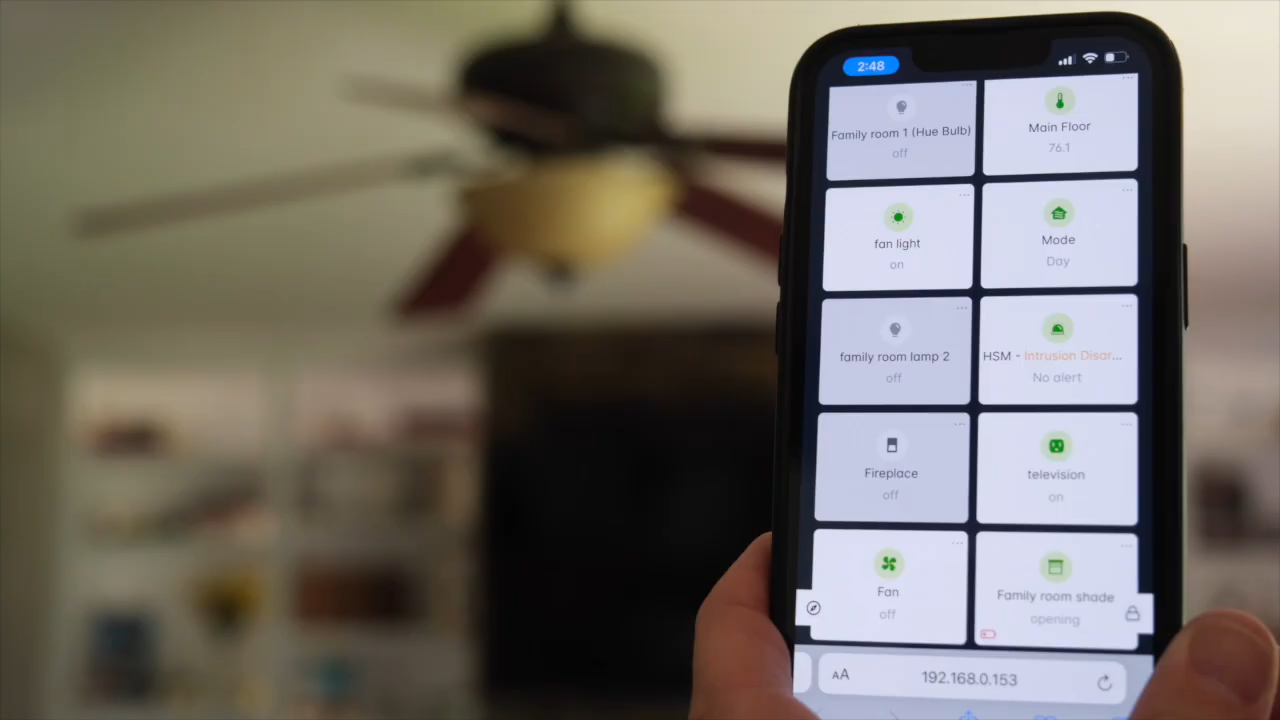 2:48
Family room 1 (Hue Bulb)
off
Main Floor
76.1
fan light
on
Mode
Day
family room lamp 2
off
HSM - Intrusion Disar...
No alert
Fireplace
off
television
on
Fan
off
Family room shade
opening
AA
192.168.0.153